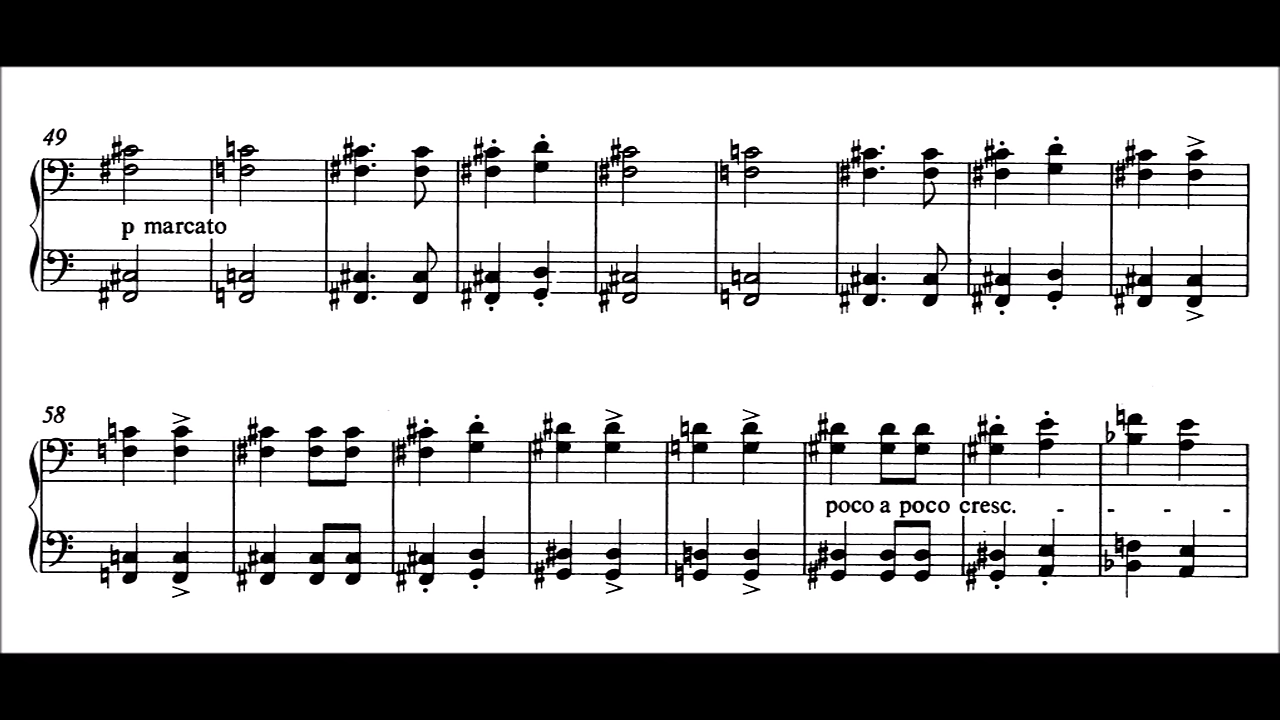 49
p marcato
58
poco a poco cresc. - - - -